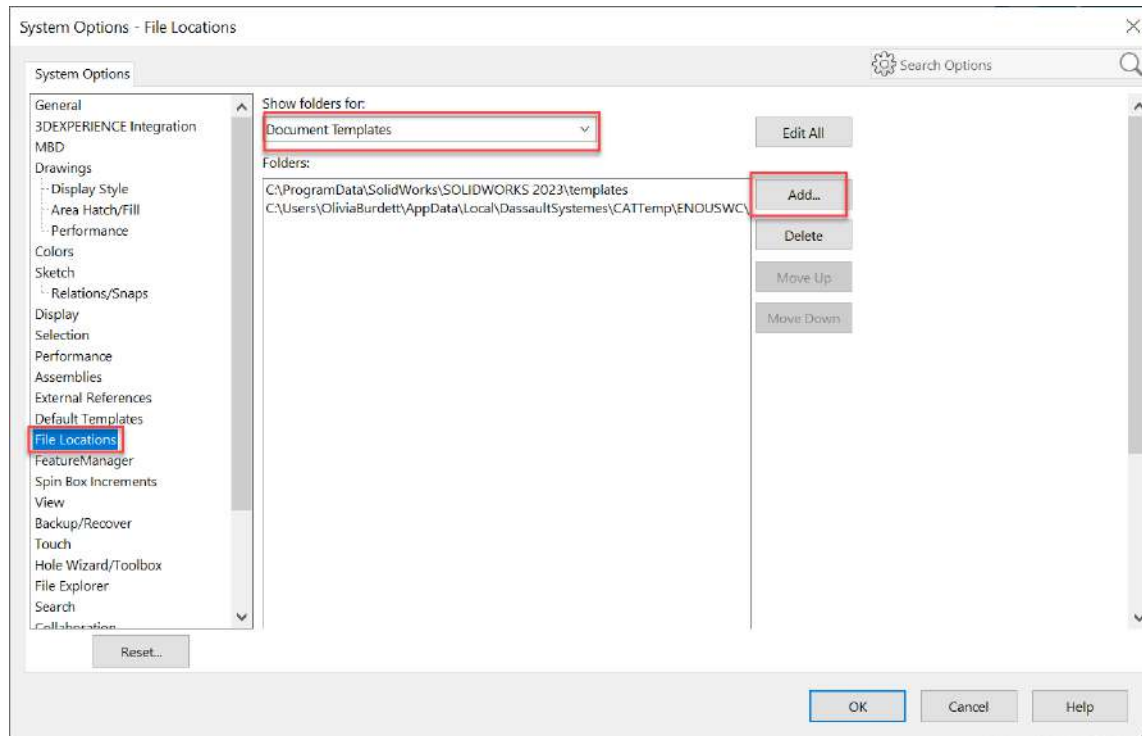 System Options - File Locations
System Options
Search Options
General
3DEXPERIENCE Integration
MBD
Drawings
Display Style
Area Hatch/Fill
Performance
Colors
Sketch
Relations/Snaps
Display
Selection
Performance
Assemblies
External References
Default Templates
File Locations
FeatureManager
Spin Box Increments
View
Backup/Recover
Touch
Hole Wizard/Toolbox
File Explorer
Search
Collaboration
Reset...
Show folders for:
Document Templates
Folders:
C:\ProgramData\SolidWorks\SOLIDWORKS 2023\templates
C:\Users\OliviaBurdett\AppData\Local\DassaultSystemes\CATTemp\ENOUSWC\
Edit All
Add...
Delete
Move Up
Move Down
OK
Cancel
Help